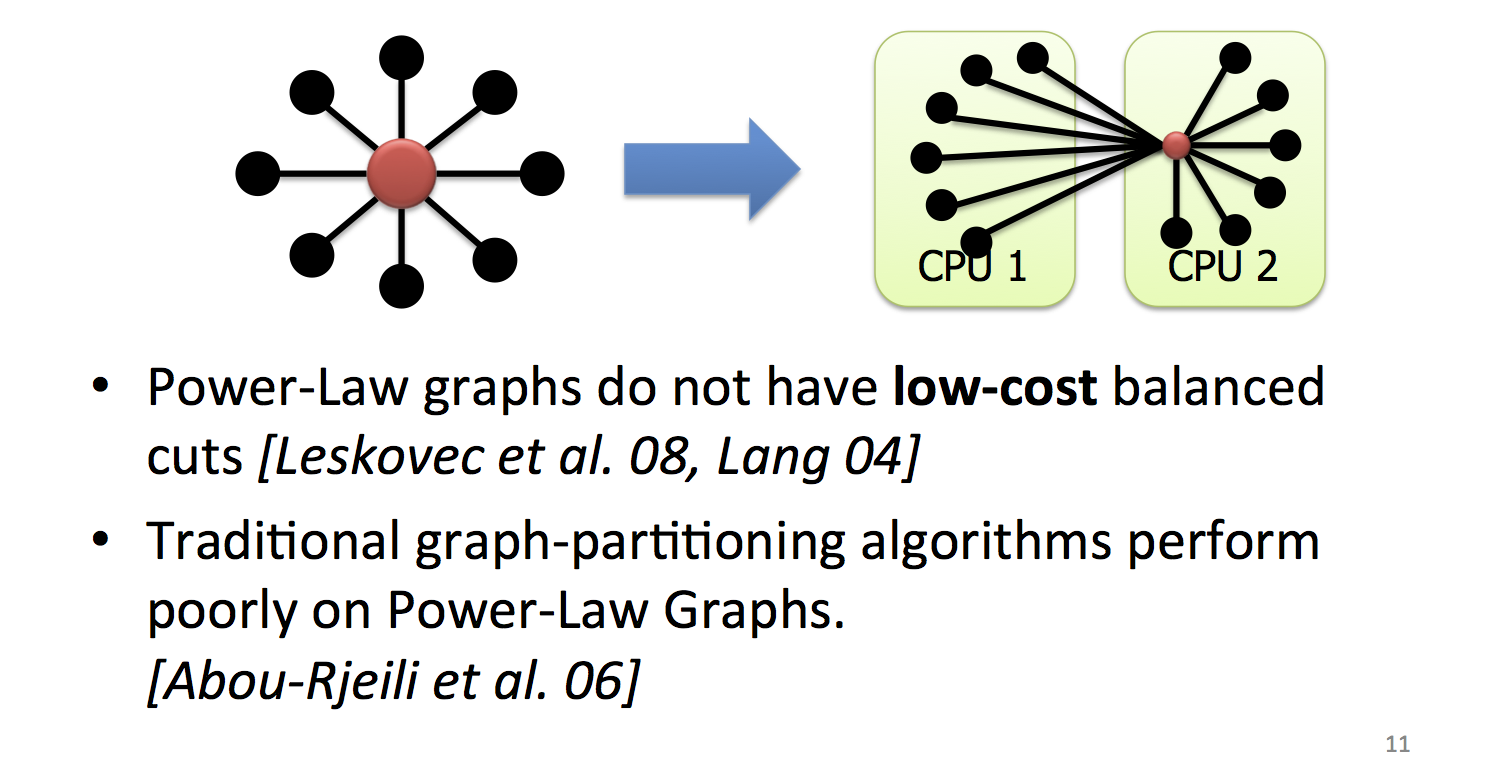 CPU 1
CPU 2
• Power-Law graphs do not have low-cost balanced
cuts [Leskovec et al. 08, Lang 04]
• Traditional graph-partitioning algorithms perform
poorly on Power-Law Graphs.
[Abou-Rjeili et al. 06]
11